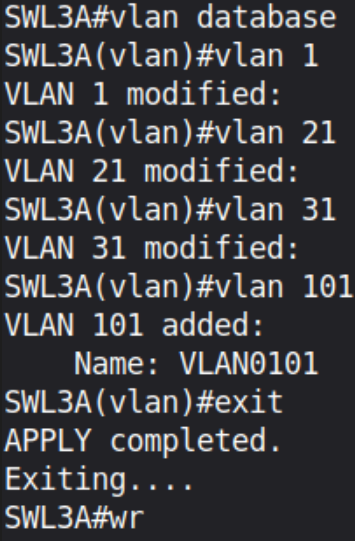 SWL3A#vlan database
SWL3A(vlan)#vlan 1
VLAN 1 modified:
SWL3A(vlan)#vlan 21
VLAN 21 modified:
SWL3A(vlan)#vlan 31
VLAN 31 modified:
SWL3A(vlan)#vlan 101
VLAN 101 added:
    Name: VLAN0101
SWL3A(vlan)#exit
APPLY completed.
Exiting....
SWL3A#wr